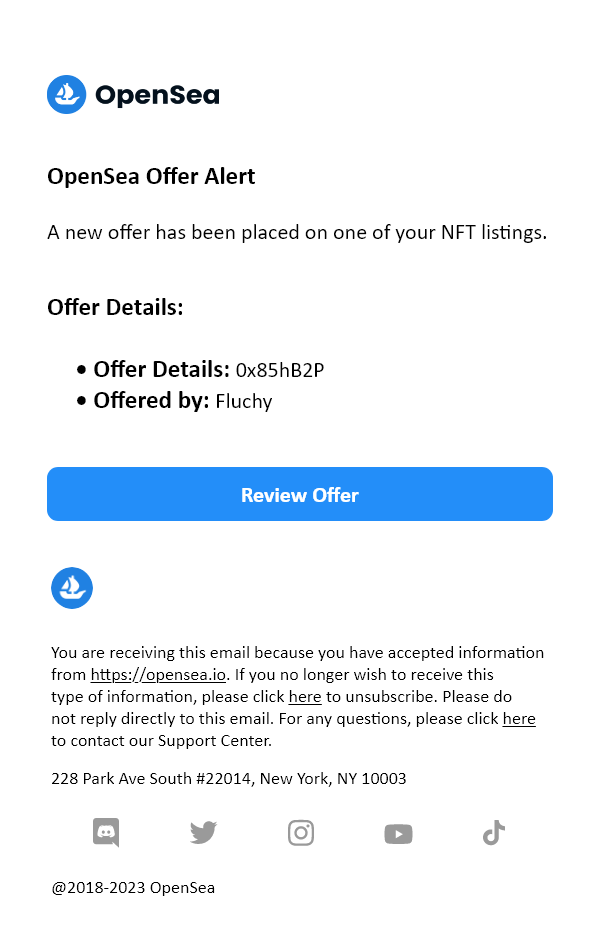 OpenSea
OpenSea Offer Alert
A new offer has been placed on one of your NFT listings.
Offer Details:
• Offer Details: 0x85hB2P
• Offered by: Fluchy
Review Offer
You are receiving this email because you have accepted information
from https://opensea.io. If you no longer wish to receive this
type of information, please click here to unsubscribe. Please do
not reply directly to this email. For any questions, please click here
to contact our Support Center.
228 Park Ave South #22014, New York, NY 10003
@2018-2023 OpenSea